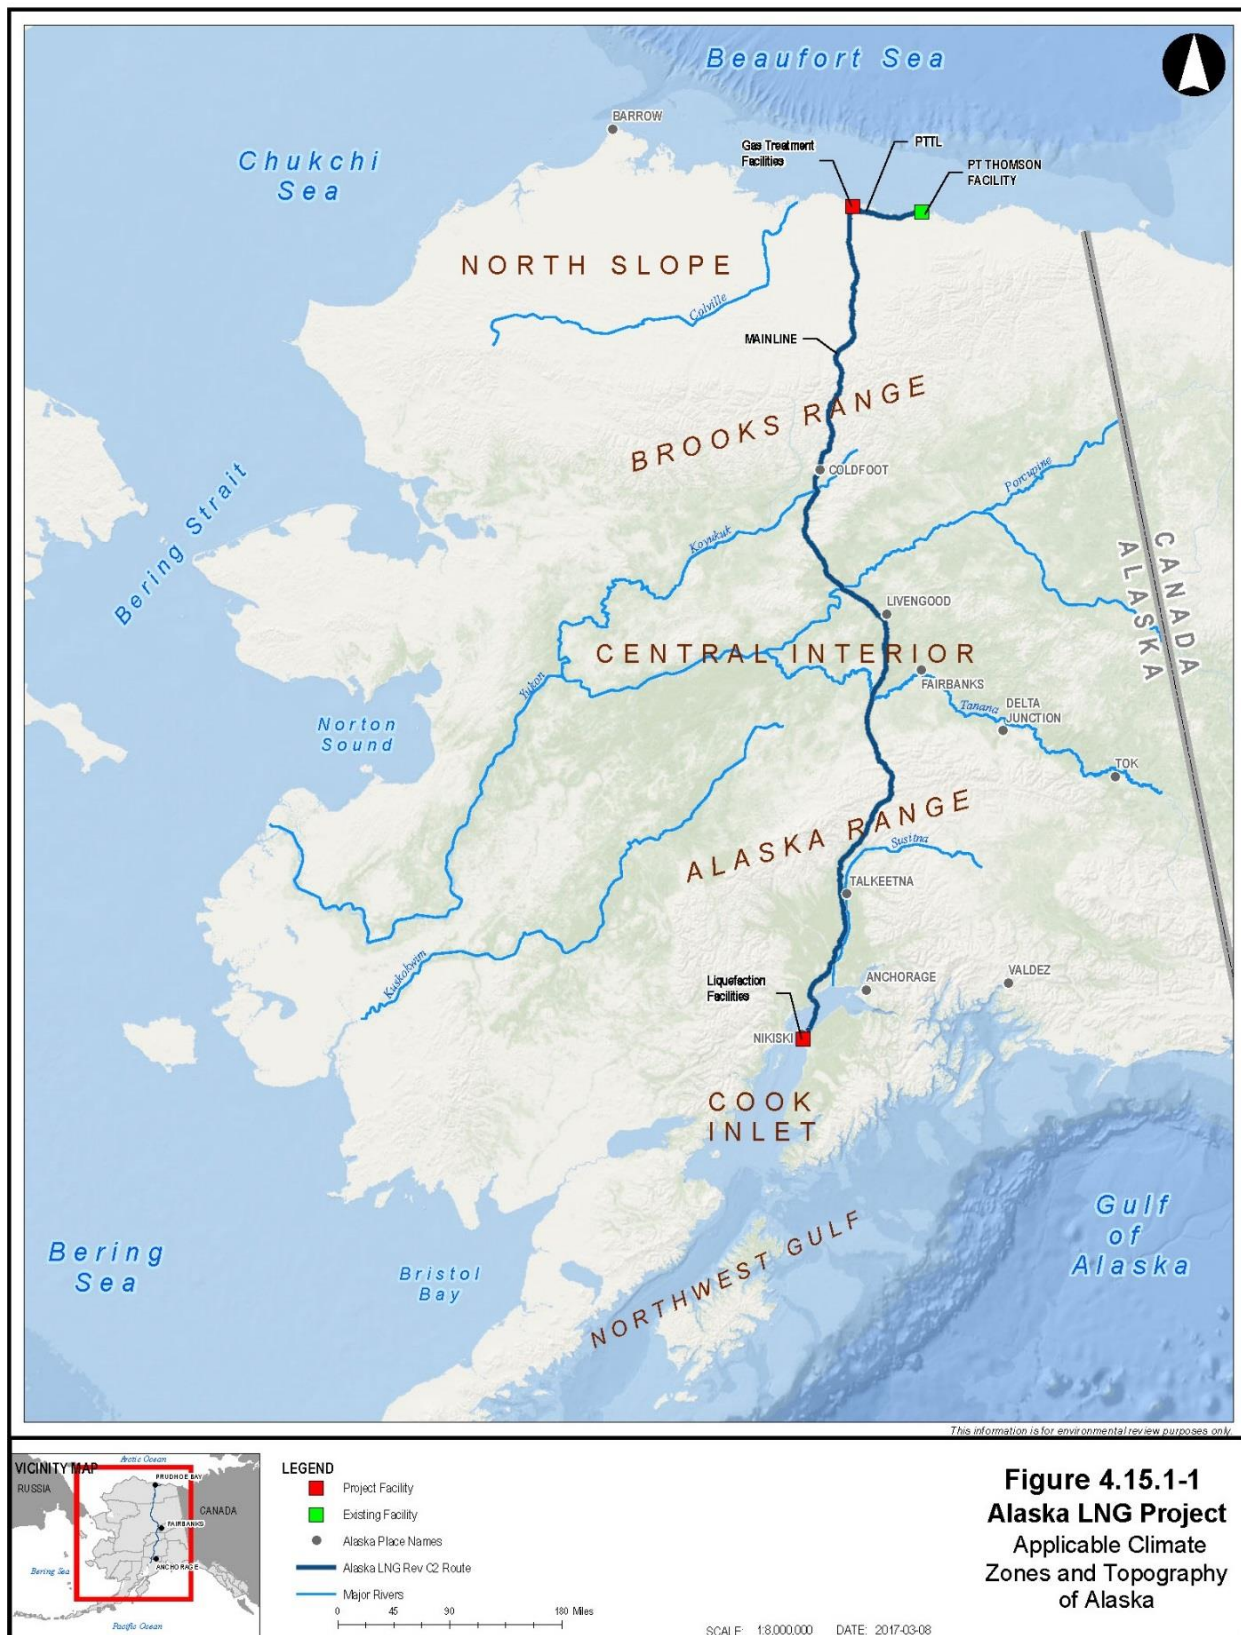 Beaufort Sea
BARROW
Chukchi
Sea
Gas Treatment
Facilities
PTTL
PT THOMSON
FACILITY
NORTH SLOPE
Colville
MAINLINE
BROOKS RANGE
COLDFOOT
Porcupine
Bering Strait
Koyukuk
CANADA
ALASKA
LIVENGOOD
CENTRAL INTERIOR
FAIRBANKS
Yukon
Norton
Sound
Tanana
DELTA
JUNCTION
TOK
ALASKA RANGE
Susitna
TALKEETNA
Kuskokwim
Liquefaction
Facilities
ANCHORAGE
VALDEZ
NIKISKI
COOK
INLET
Gulf
of
Alaska
NORTHWEST GULF
Bering
Sea
Bristol
Bay
This information is for environmental review purposes only.
VICINITY MAP
Arctic Ocean
RUSSIA
PRUDHOE BAY
CANADA
FAIRBANKS
ANCHORAGE
Bering Sea
Pacific Ocean
LEGEND
Project Facility
Existing Facility
Alaska Place Names
Alaska LNG Rev C2 Route
Major Rivers
0 45 90 180 Miles
SCALE: 1:8,000,000 DATE: 2017-03-08
Figure 4.15.1-1
Alaska LNG Project
Applicable Climate
Zones and Topography
of Alaska